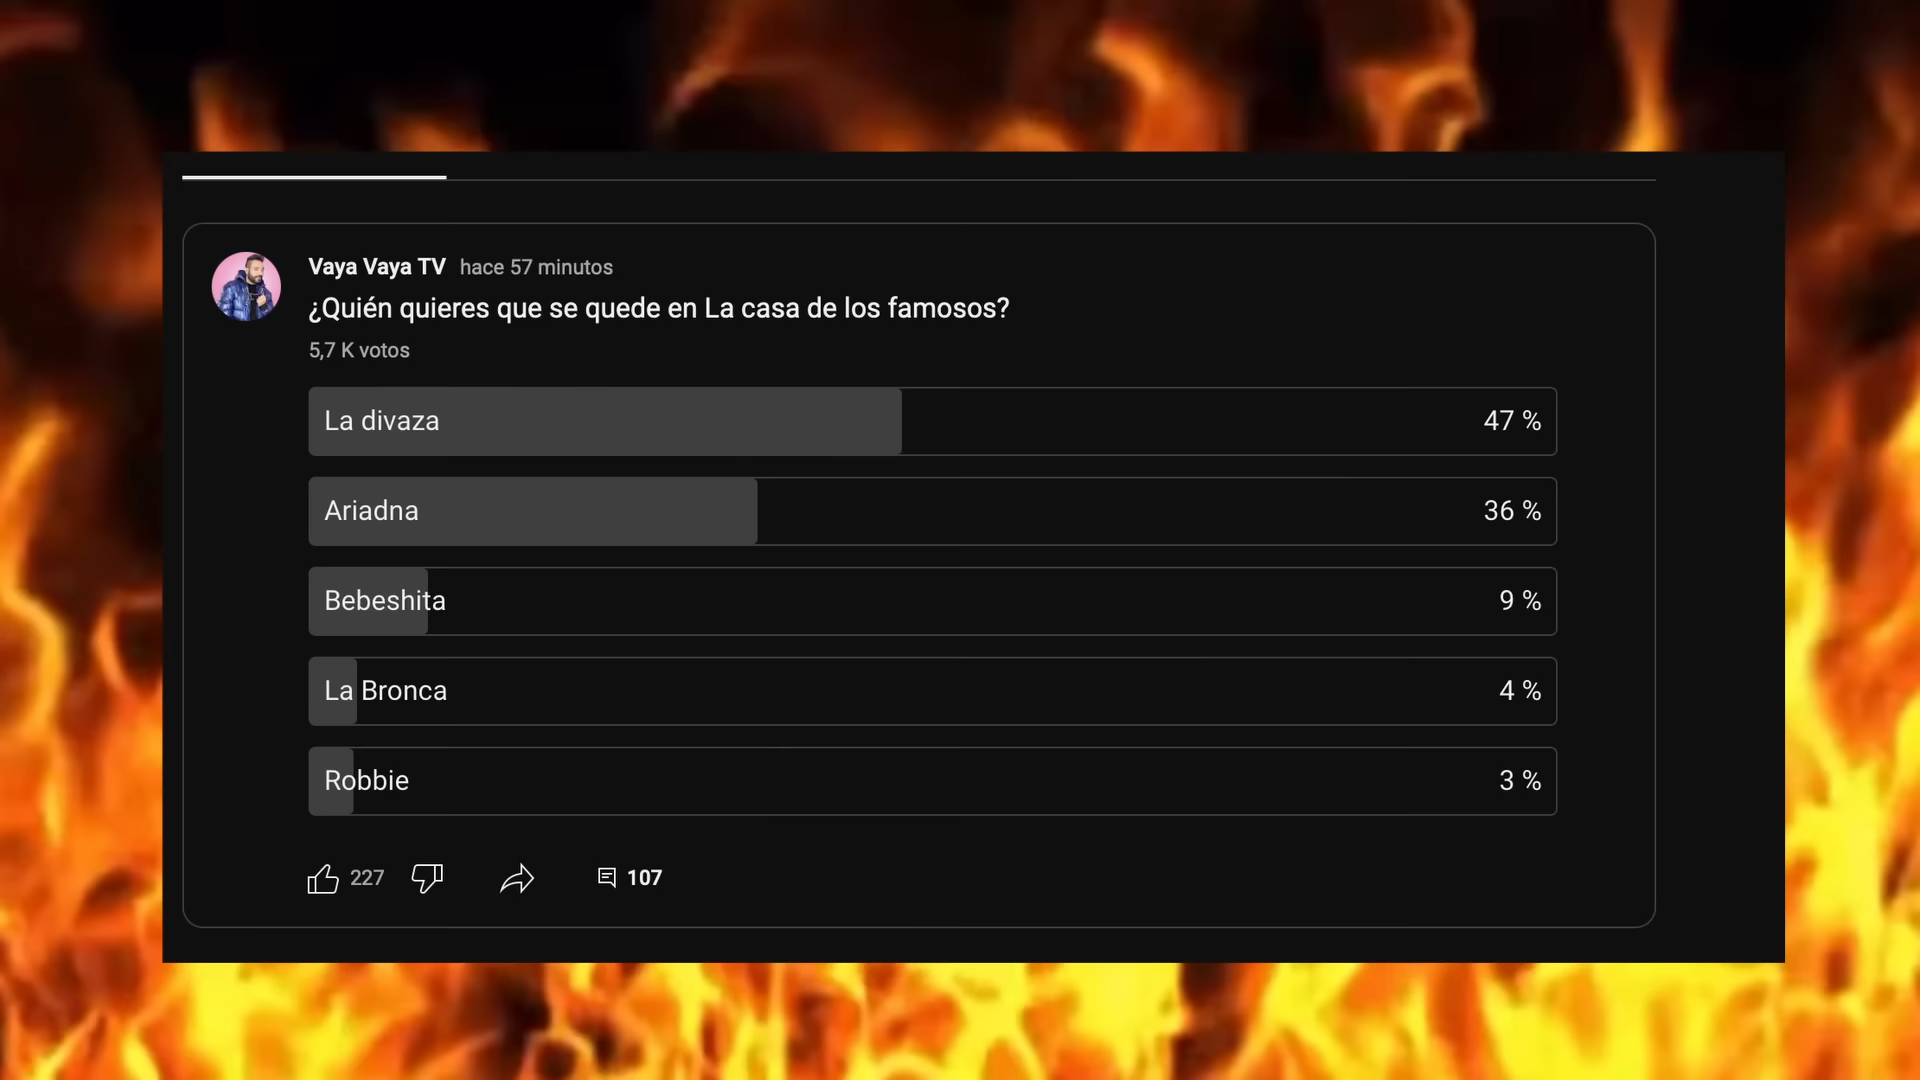 Vaya Vaya TV hace 57 minutos
¿Quién quieres que se quede en La casa de los famosos?
5,7 K votos
La divaza 47 %
Ariadna 36 %
Bebeshita 9 %
La Bronca 4 %
Robbie 3 %
227 107